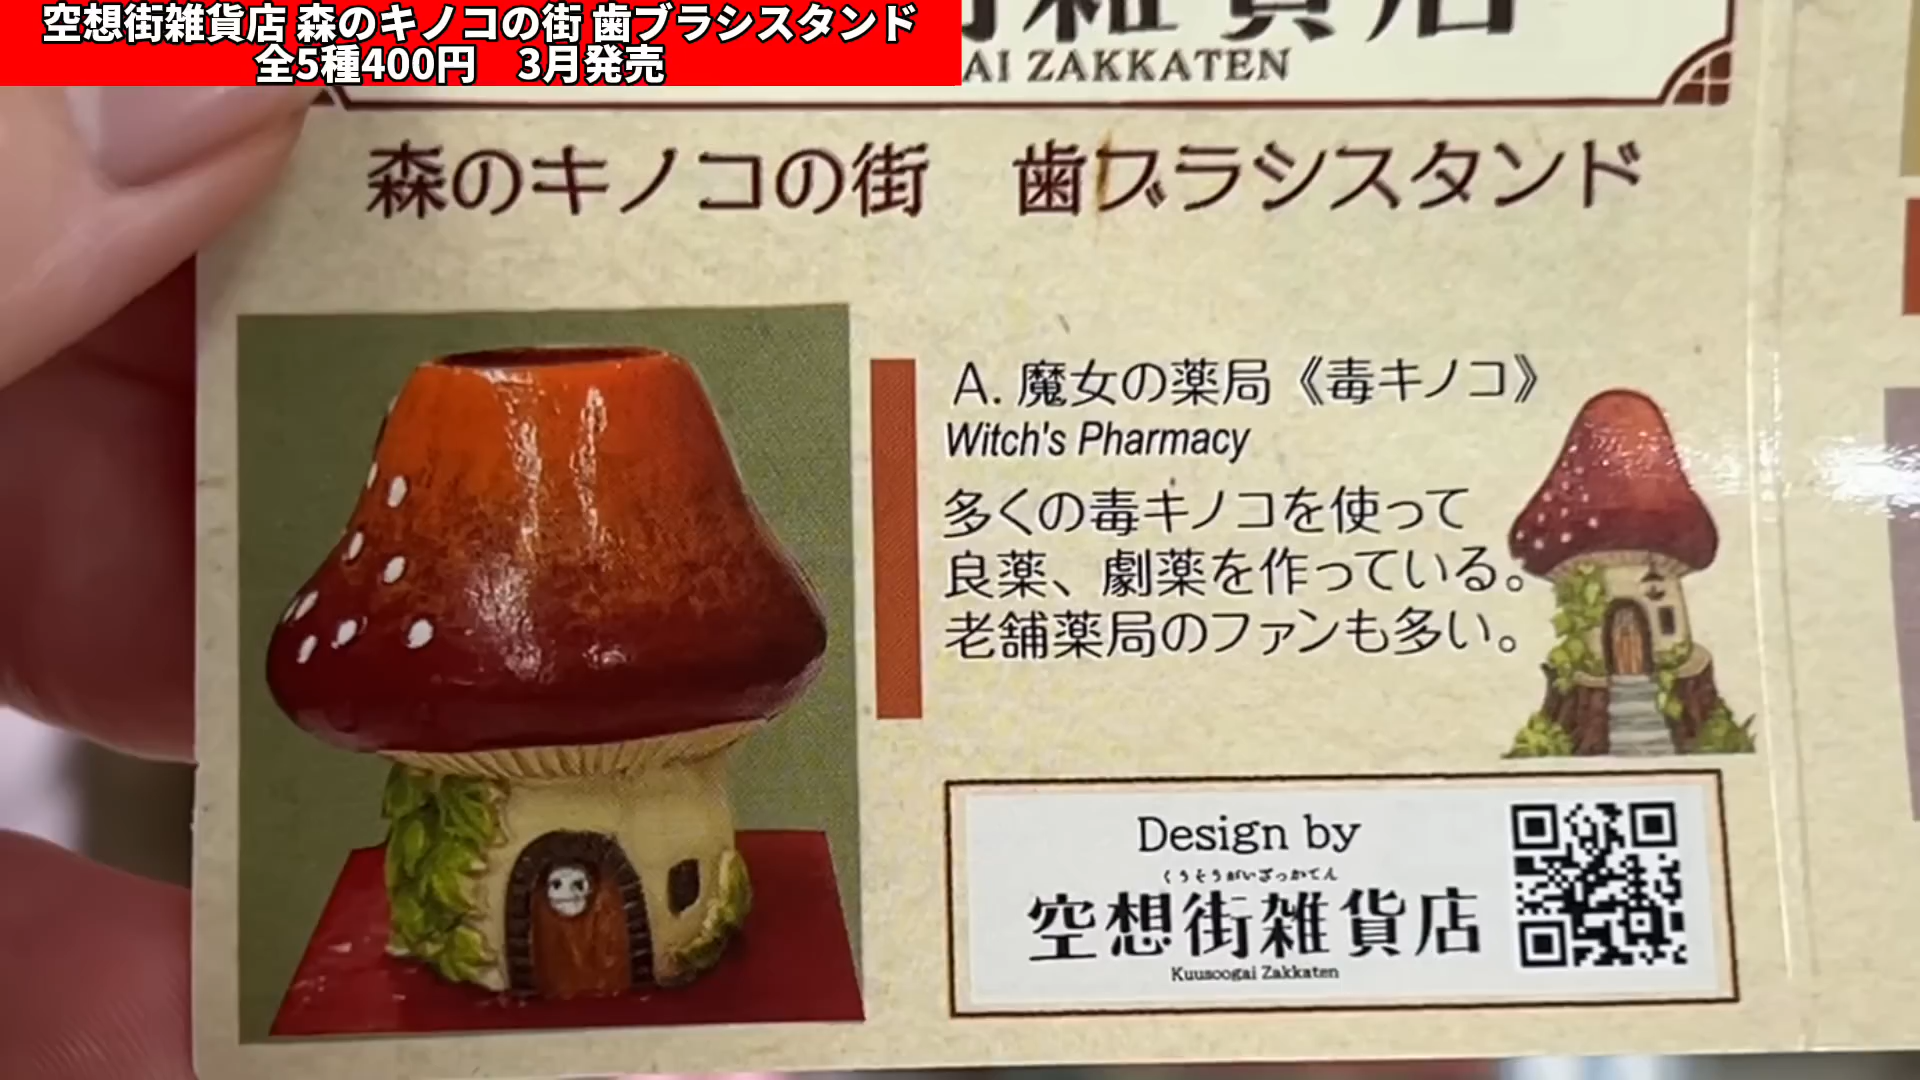 空想街雑貨店 森のキノコの街 歯ブラシスタンド
全5種400円　3月発売
街雑貨店
AI ZAKKATEN
森のキノコの街　歯ブラシスタンド
A. 魔女の薬局《毒キノコ》
Witch's Pharmacy
多くの毒キノコを使って
良薬、劇薬を作っている。
老舗薬局のファンも多い。
Design by
くうそうがいざっかてん
空想街雑貨店
Kuusoogai Zakkaten